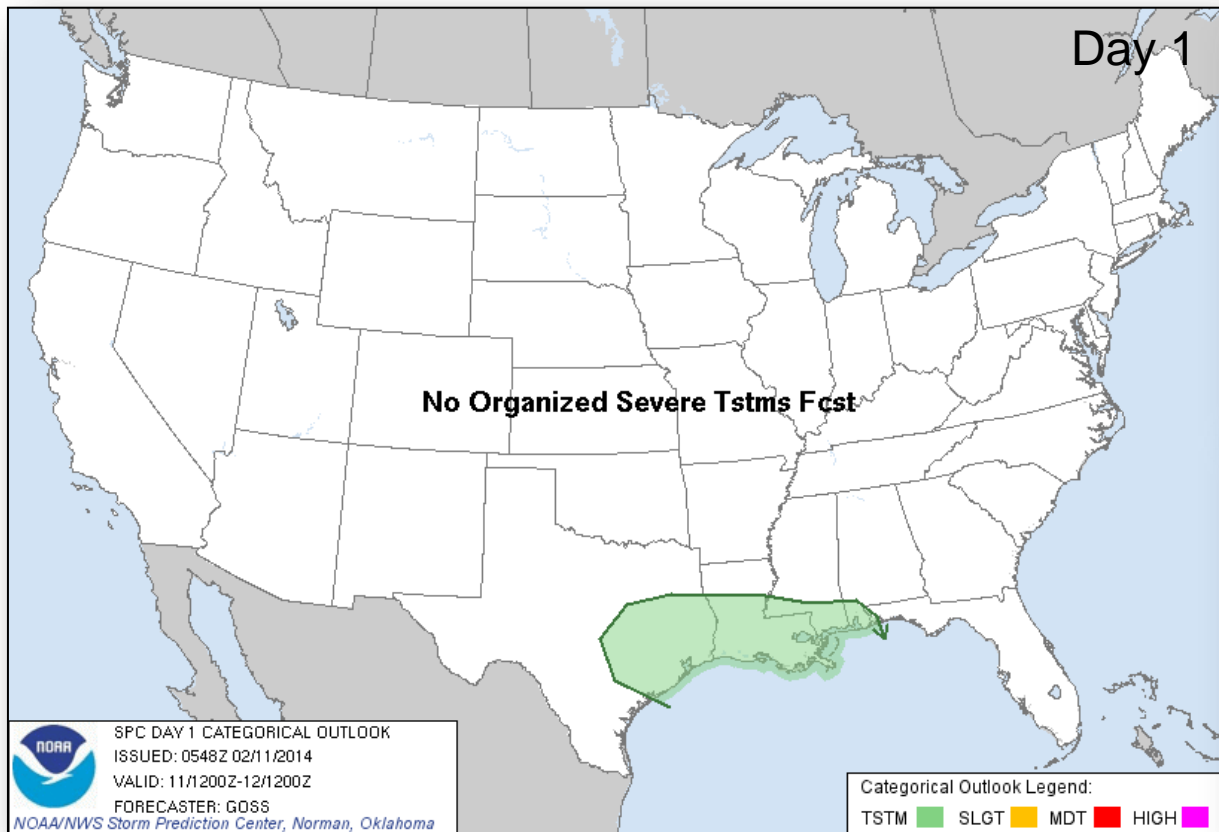 Day 1
No Organized Severe Tstms Fcst
NOAA
SPC DAY 1 CATEGORICAL OUTLOOK
ISSUED: 0548Z 02/11/2014
VALID: 11/1200Z-12/1200Z
FORECASTER: GOSS
NOAA/NWS Storm Prediction Center, Norman, Oklahoma
Categorical Outlook Legend:
TSTM SLGT MDT HIGH